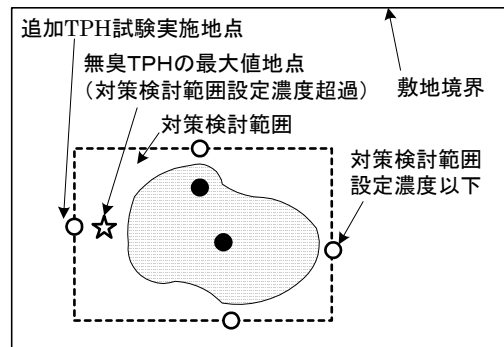 追加TPH試験実施地点
無臭TPHの最大値地点
（対策検討範囲設定濃度超過）
敷地境界
対策検討範囲
対策検討範囲
設定濃度以下